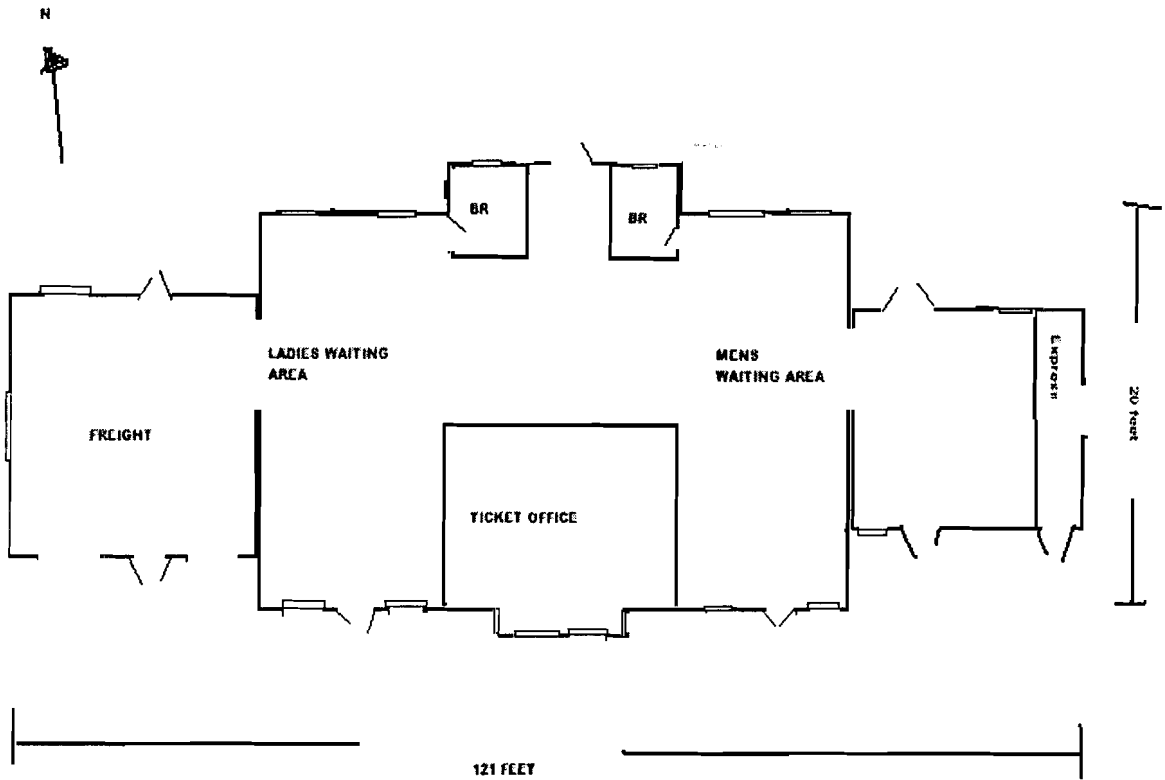 N
BR
BR
LADIES WAITING
AREA
MENS
WAITING AREA
Express
20 feet
FREIGHT
TICKET OFFICE
121 FEET